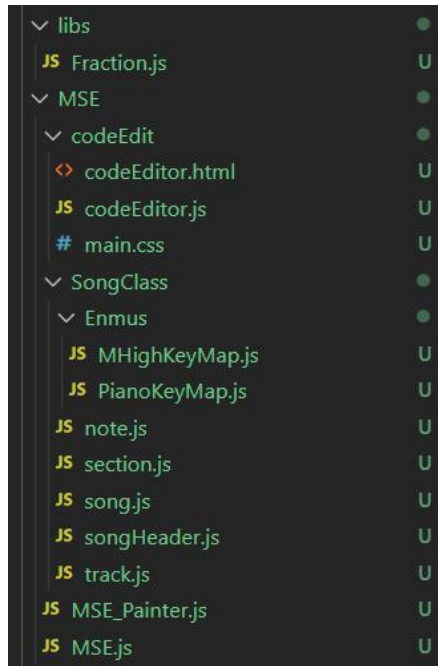 libs
JS Fraction.js U
MSE
codeEdit
<> codeEditor.html U
JS codeEditor.js U
# main.css U
SongClass
Enmus
JS MHighKeyMap.js U
JS PianoKeyMap.js U
JS note.js U
JS section.js U
JS song.js U
JS songHeader.js U
JS track.js U
JS MSE_Painter.js U
JS MSE.js U